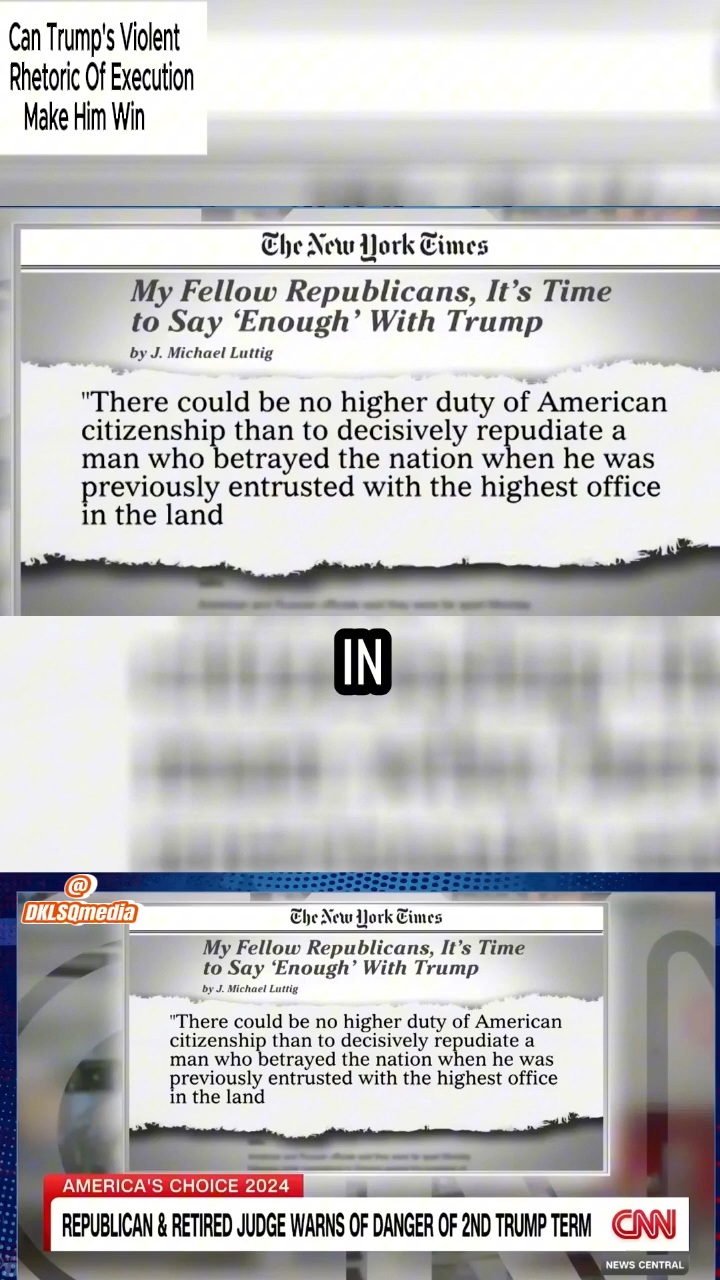 Can Trump's Violent
Rhetoric Of Execution
Make Him Win
The New York Times
My Fellow Republicans, It's Time
to Say 'Enough' With Trump
by J. Michael Luttig
"There could be no higher duty of American
citizenship than to decisively repudiate a
man who betrayed the nation when he was
previously entrusted with the highest office
in the land
IN
@
DKLSQmedia
The New York Times
My Fellow Republicans, It's Time
to Say 'Enough' With Trump
by J. Michael Luttig
"There could be no higher duty of American
citizenship than to decisively repudiate a
man who betrayed the nation when he was
previously entrusted with the highest office
in the land
AMERICA'S CHOICE 2024
REPUBLICAN & RETIRED JUDGE WARNS OF DANGER OF 2ND TRUMP TERM
CNN
NEWS CENTRAL